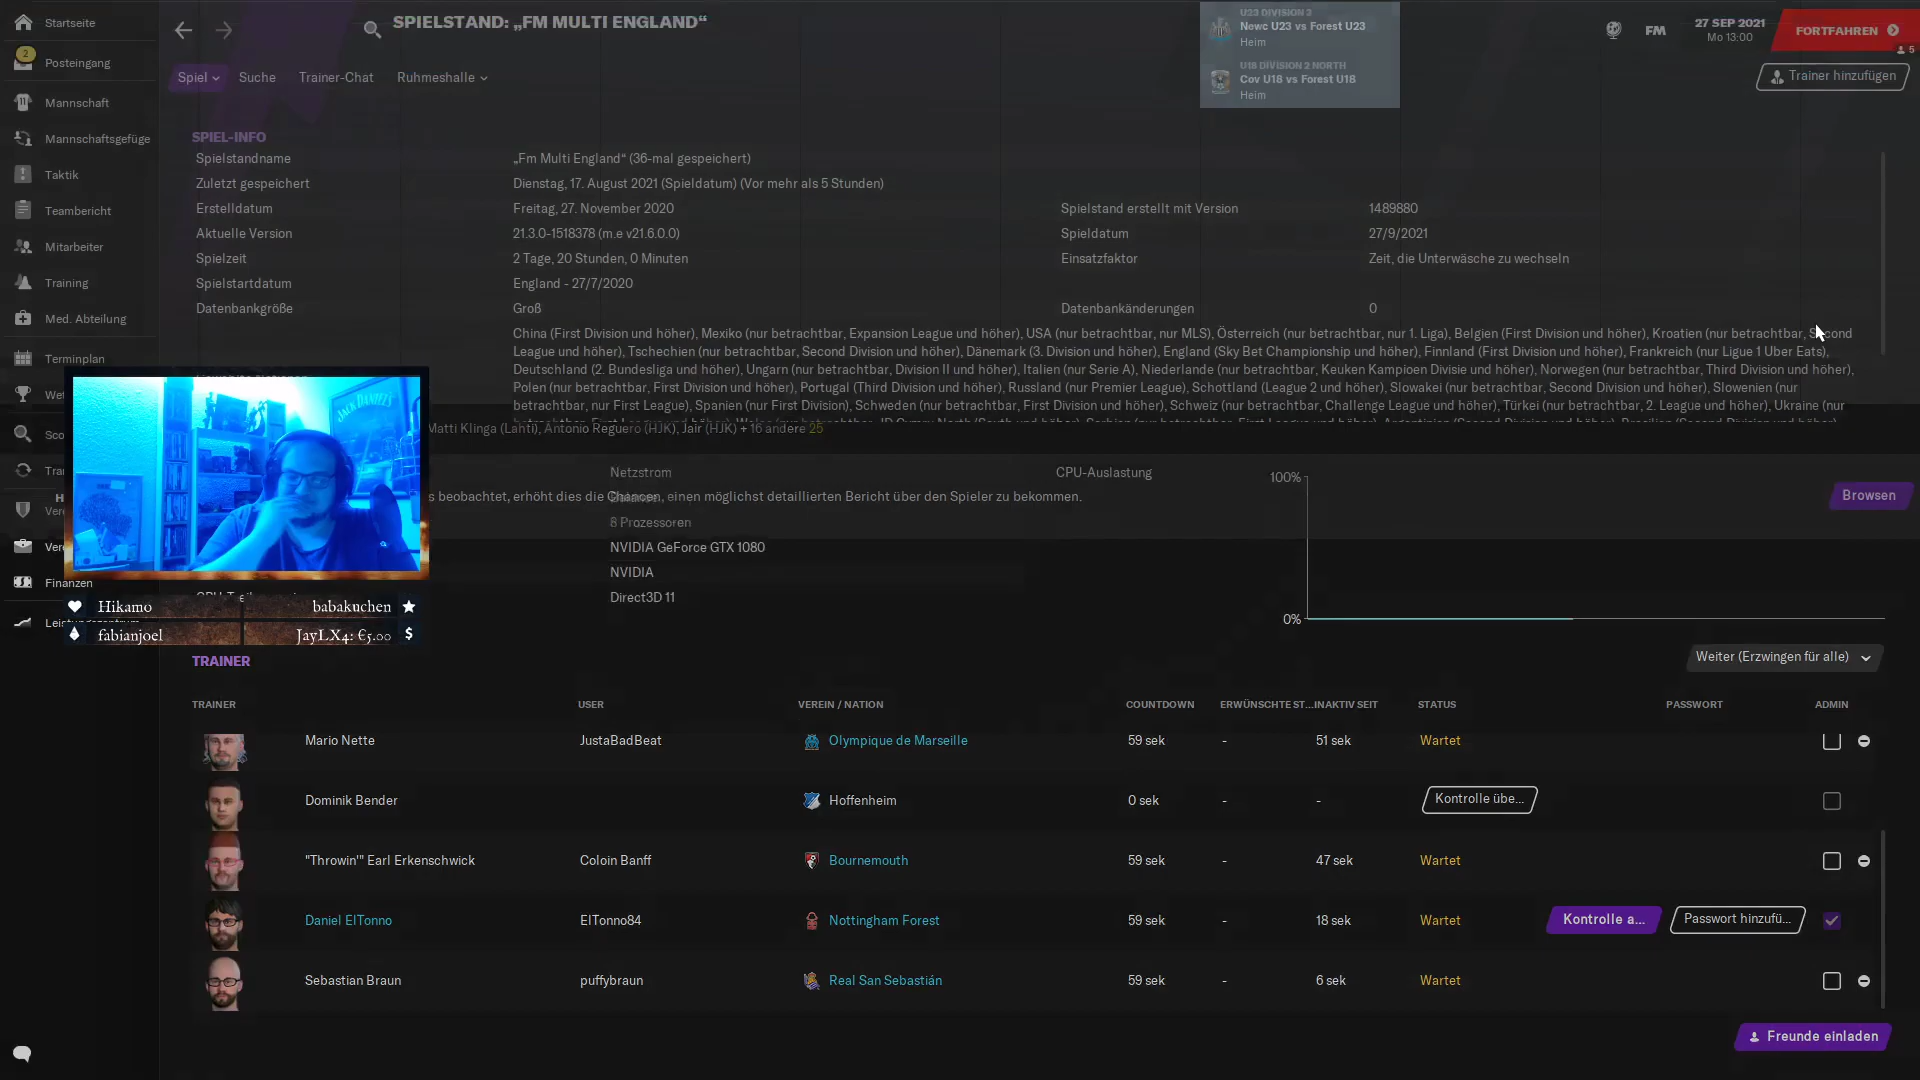 Startseite
SPIELSTAND: „FM MULTI ENGLAND“
U23 DIVISION 2
Newc U23 vs Forest U23
Heim
U18 DIVISION 2 NORTH
Cov U18 vs Forest U18
Heim
FM
27 SEP 2021
Mo 13:00
FORTFAHREN
5
2
Posteingang
Spiel
Suche
Trainer-Chat
Ruhmeshalle
Trainer hinzufügen
Mannschaft
Mannschaftsgefüge
Taktik
Teambericht
Mitarbeiter
Training
Med. Abteilung
Terminplan
SPIEL-INFO
Spielstandname „Fm Multi England“ (36-mal gespeichert)
Zuletzt gespeichert Dienstag, 17. August 2021 (Spieldatum) (Vor mehr als 5 Stunden)
Erstelldatum Freitag, 27. November 2020 Spielstand erstellt mit Version 1489880
Aktuelle Version 21.3.0-1518378 (m.e v21.6.0.0) Spieldatum 27/9/2021
Spielzeit 2 Tage, 20 Stunden, 0 Minuten Einsatzfaktor Zeit, die Unterwäsche zu wechseln
Spielstartdatum England - 27/7/2020
Datenbankgröße Groß Datenbankänderungen 0
China (First Division und höher), Mexiko (nur betrachtbar, Expansion League und höher), USA (nur betrachtbar, nur MLS), Österreich (nur betrachtbar, nur 1. Liga), Belgien (First Division und höher), Kroatien (nur betrachtbar, Second
League und höher), Tschechien (nur betrachtbar, Second Division und höher), Dänemark (3. Division und höher), England (Sky Bet Championship und höher), Finnland (First Division und höher), Frankreich (nur Ligue 1 Uber Eats),
Deutschland (2. Bundesliga und höher), Ungarn (nur betrachtbar, Division II und höher), Italien (nur Serie A), Niederlande (nur betrachtbar, Keuken Kampioen Divisie und höher), Norwegen (nur betrachtbar, Third Division und höher),
Polen (nur betrachtbar, First Division und höher), Portugal (Third Division und höher), Russland (nur Premier League), Schottland (League 2 und höher), Slowakei (nur betrachtbar, Second Division und höher), Slowenien (nur
betrachtbar, nur First League), Spanien (nur First Division), Schweden (nur betrachtbar, First Division und höher), Schweiz (nur betrachtbar, Challenge League und höher), Türkei (nur betrachtbar, 2. League und höher), Ukraine (nur
Matti Klinga (Lahti), Antonio Reguero (HJK), Jair (HJK) + 16 andere 25
Netzstrom
CPU-Auslastung
100%
s beobachtet, erhöht dies die Chancen, einen möglichst detaillierten Bericht über den Spieler zu bekommen.
Browsen
8 Prozessoren
NVIDIA GeForce GTX 1080
NVIDIA
Direct3D 11
0%
JACK DANIEL'S
Finanzen
Hikamo
babakuchen
fabianjoel
JayLX4: €5.00
TRAINER
Weiter (Erzwingen für alle)
TRAINER USER VEREIN / NATION COUNTDOWN ERWÜNSCHTE ST... INAKTIV SEIT STATUS PASSWORT ADMIN
Mario Nette JustaBadBeat Olympique de Marseille 59 sek - 51 sek Wartet
Dominik Bender Hoffenheim 0 sek - - Kontrolle übe...
"Throwin'" Earl Erkenschwick Coloin Banff Bournemouth 59 sek - 47 sek Wartet
Daniel ElTonno ElTonno84 Nottingham Forest 59 sek - 18 sek Wartet Kontrolle a... Passwort hinzufü...
Sebastian Braun puffybraun Real San Sebastián 59 sek - 6 sek Wartet
Freunde einladen